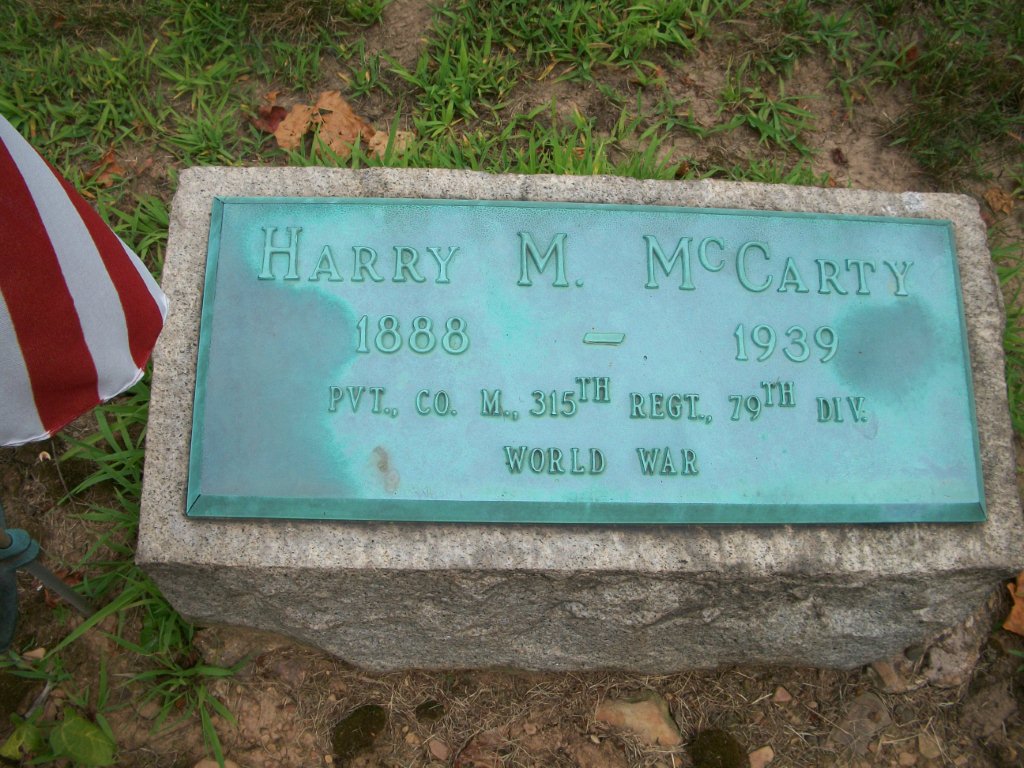 HARRY M. McCARTY
1888 – 1939
PVT., CO. M., 315TH REGT., 79TH DIV.
WORLD WAR